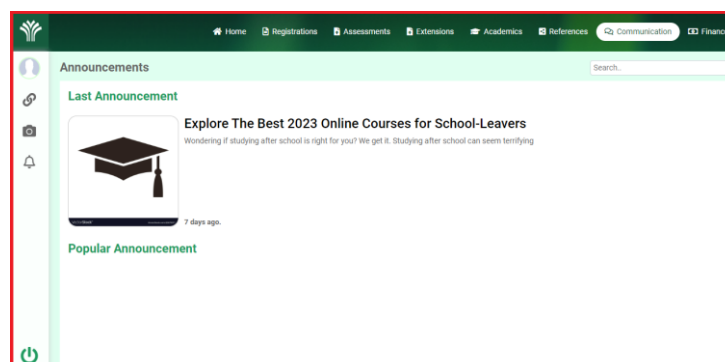 Home Registrations Assessments Extensions Academics References Communication Financ
Announcements
Search..
Last Announcement
Explore The Best 2023 Online Courses for School-Leavers
Wondering if studying after school is right for you? We get it. Studying after school can seem terrifying
7 days ago.
Popular Announcement